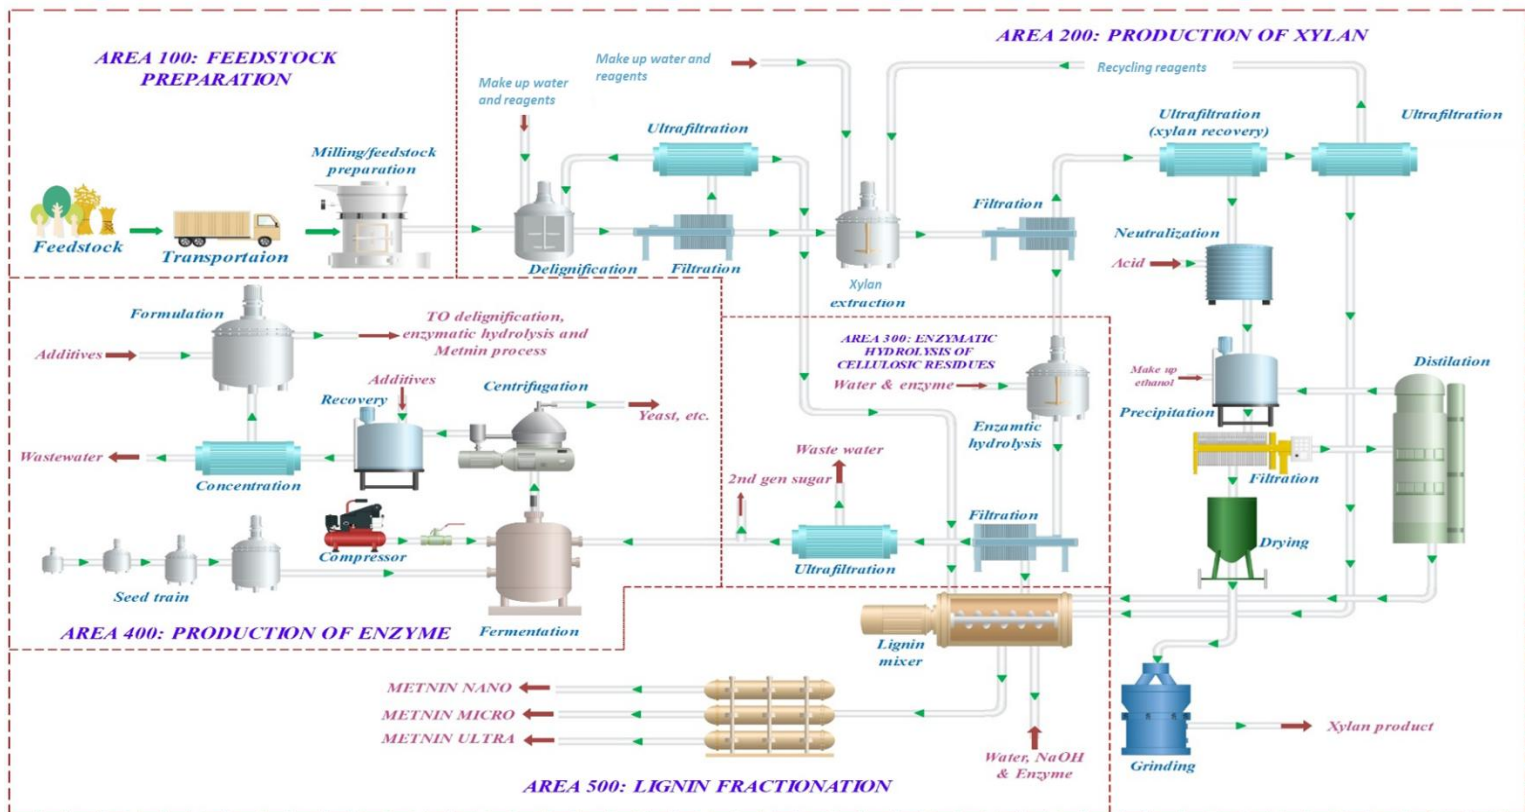 AREA 100: FEEDSTOCK
PREPARATION
Feedstock
Transportaion
Milling/feedstock
preparation
AREA 200: PRODUCTION OF XYLAN
Make up water
and reagents
Make up water and
reagents
Recycling reagents
Ultrafiltration
Delignification
Filtration
Xylan
extraction
Filtration
Ultrafiltration
(xylan recovery)
Ultrafiltration
Neutralization
Acid
Make up
ethanol
Precipitation
Distilation
Filtration
Drying
Grinding
Xylan product
AREA 300: ENZYMATIC
HYDROLYSIS OF
CELLULOSIC RESIDUES
Water & enzyme
Enzamtic
hydrolysis
Waste water
2nd gen sugar
Ultrafiltration
Filtration
Formulation
Additives
TO delignification,
enzymatic hydrolysis and
Metnin process
Additives
Recovery
Centrifugation
Yeast, etc.
Wastewater
Concentration
Compressor
Seed train
Fermentation
AREA 400: PRODUCTION OF ENZYME
Lignin
mixer
METNIN NANO
METNIN MICRO
METNIN ULTRA
Water, NaOH
& Enzyme
AREA 500: LIGNIN FRACTIONATION